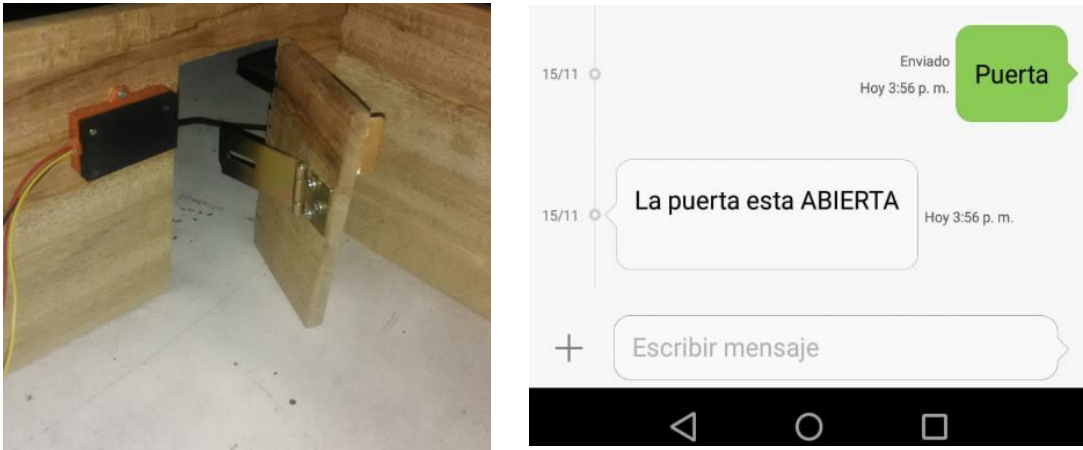 Enviado
Hoy 3:56 p. m.
Puerta
15/11
La puerta esta ABIERTA
Hoy 3:56 p. m.
15/11
Escribir mensaje